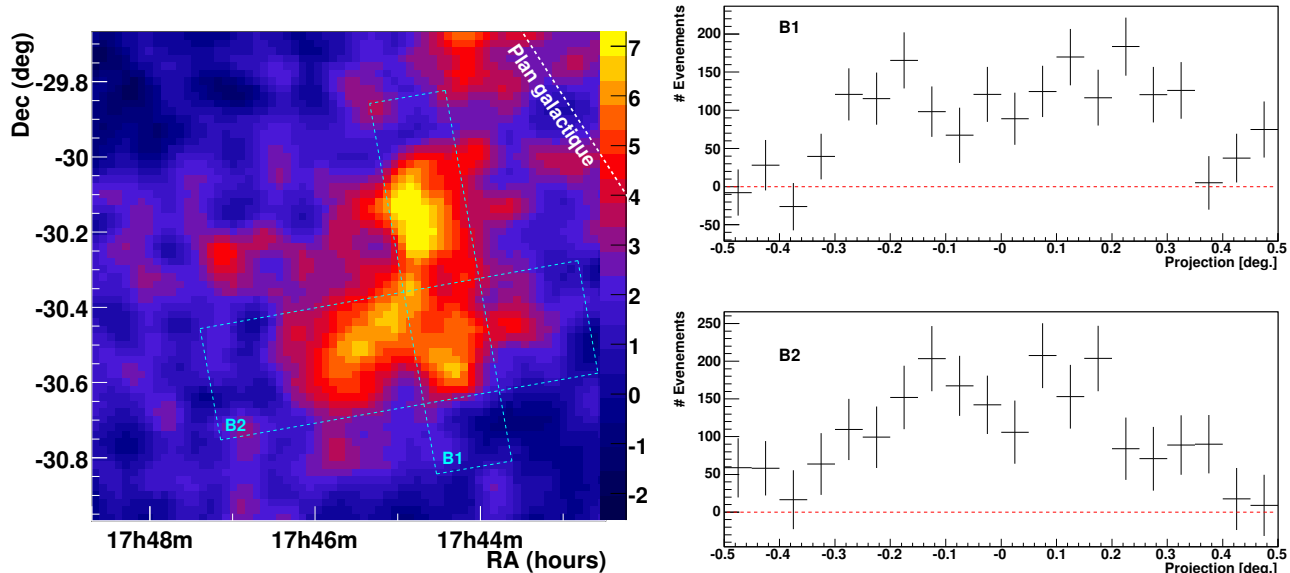 Dec (deg)
-29.8
-30
-30.2
-30.4
-30.6
-30.8
17h48m
17h46m
17h44m
RA (hours)
Plan galactique
B2
B1
7
6
5
4
3
2
1
0
-1
-2
B1
# Evenements
200
150
100
50
0
-50
-0.5 -0.4 -0.3 -0.2 -0.1 -0 0.1 0.2 0.3 0.4 0.5
Projection [deg.]
B2
# Evenements
250
200
150
100
50
0
-0.5 -0.4 -0.3 -0.2 -0.1 -0 0.1 0.2 0.3 0.4 0.5
Projection [deg.]